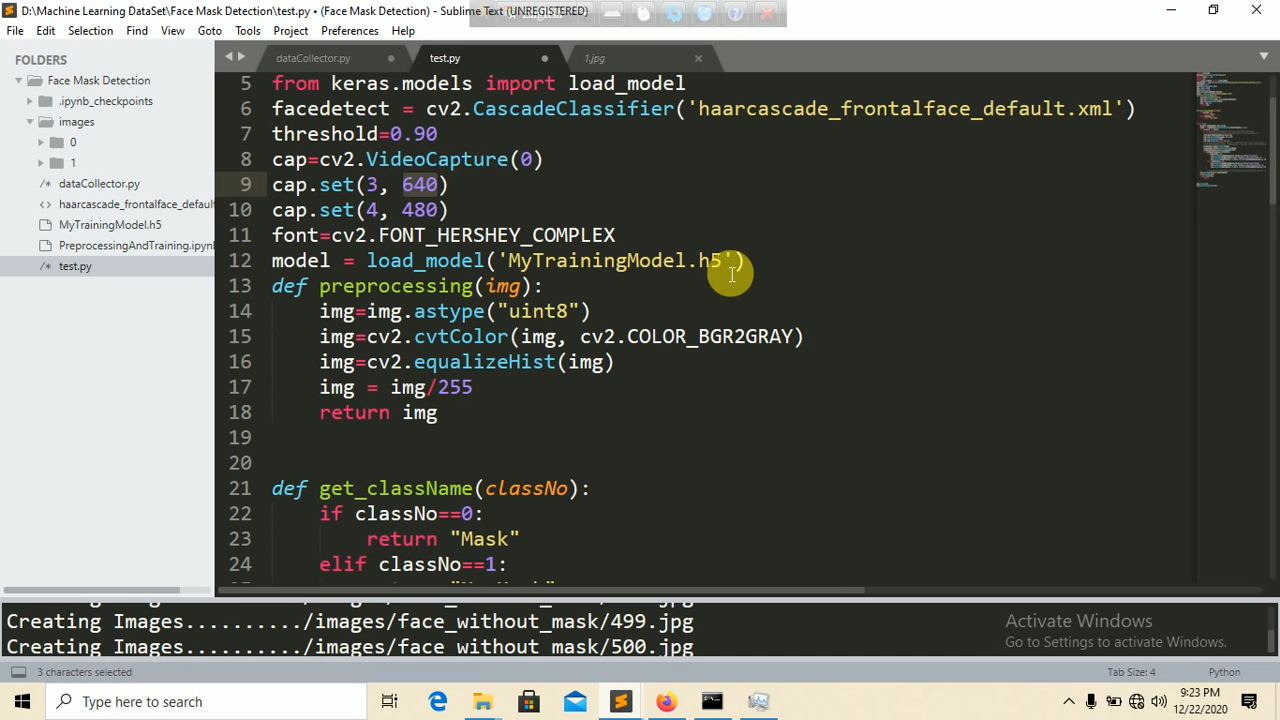 D:\Machine Learning DataSet\Face Mask Detection\test.py • (Face Mask Detection) - Sublime Text (UNREGISTERED)
File Edit Selection Find View Goto Tools Project Preferences Help
FOLDERS
Face Mask Detection
.ipynb_checkpoints
images
0
1
dataCollector.py
haarcascade_frontalface_defau
MyTrainingModel.h5
PreprocessingAndTraining.ipynb
test.py
dataCollector.py test.py 1.jpg
5 from keras.models import load_model
6 facedetect = cv2.CascadeClassifier('haarcascade_frontalface_default.xml')
7 threshold=0.90
8 cap=cv2.VideoCapture(0)
9 cap.set(3, 640)
10 cap.set(4, 480)
11 font=cv2.FONT_HERSHEY_COMPLEX
12 model = load_model('MyTrainingModel.h5')
13 def preprocessing(img):
14 img=img.astype("uint8")
15 img=cv2.cvtColor(img, cv2.COLOR_BGR2GRAY)
16 img=cv2.equalizeHist(img)
17 img = img/255
18 return img
19
20
21 def get_className(classNo):
22 if classNo==0:
23 return "Mask"
24 elif classNo==1:
Creating Images........../images/face_without_mask/499.jpg
Creating Images........../images/face_without_mask/500.jpg
Activate Windows
Go to Settings to activate Windows.
3 characters selected
Tab Size: 4
Python
Type here to search
9:23 PM
12/22/2020